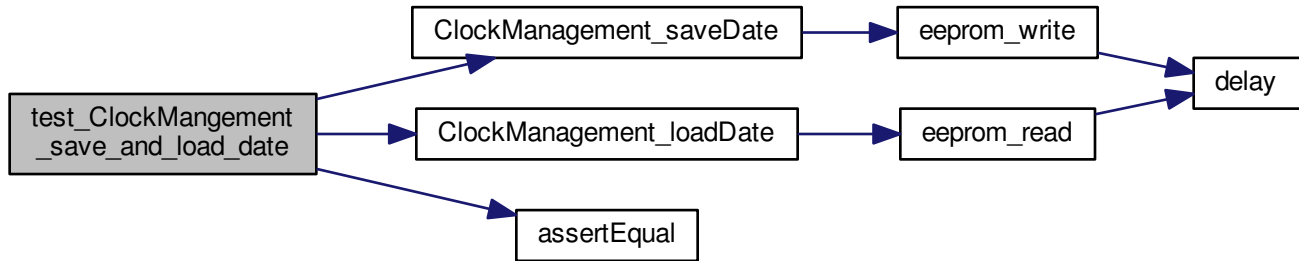 ClockManagement_saveDate
eeprom_write
delay
test_ClockMangement
_save_and_load_date
ClockManagement_loadDate
eeprom_read
assertEqual